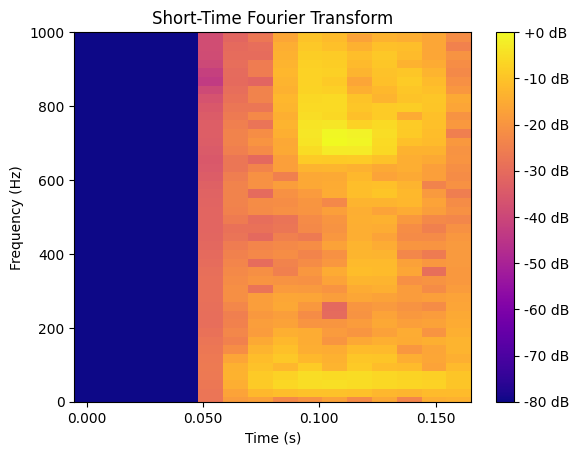 Short-Time Fourier Transform
1000
800
600
400
200
0
Frequency (Hz)
0.000
0.050
0.100
0.150
Time (s)
+0 dB
-10 dB
-20 dB
-30 dB
-40 dB
-50 dB
-60 dB
-70 dB
-80 dB